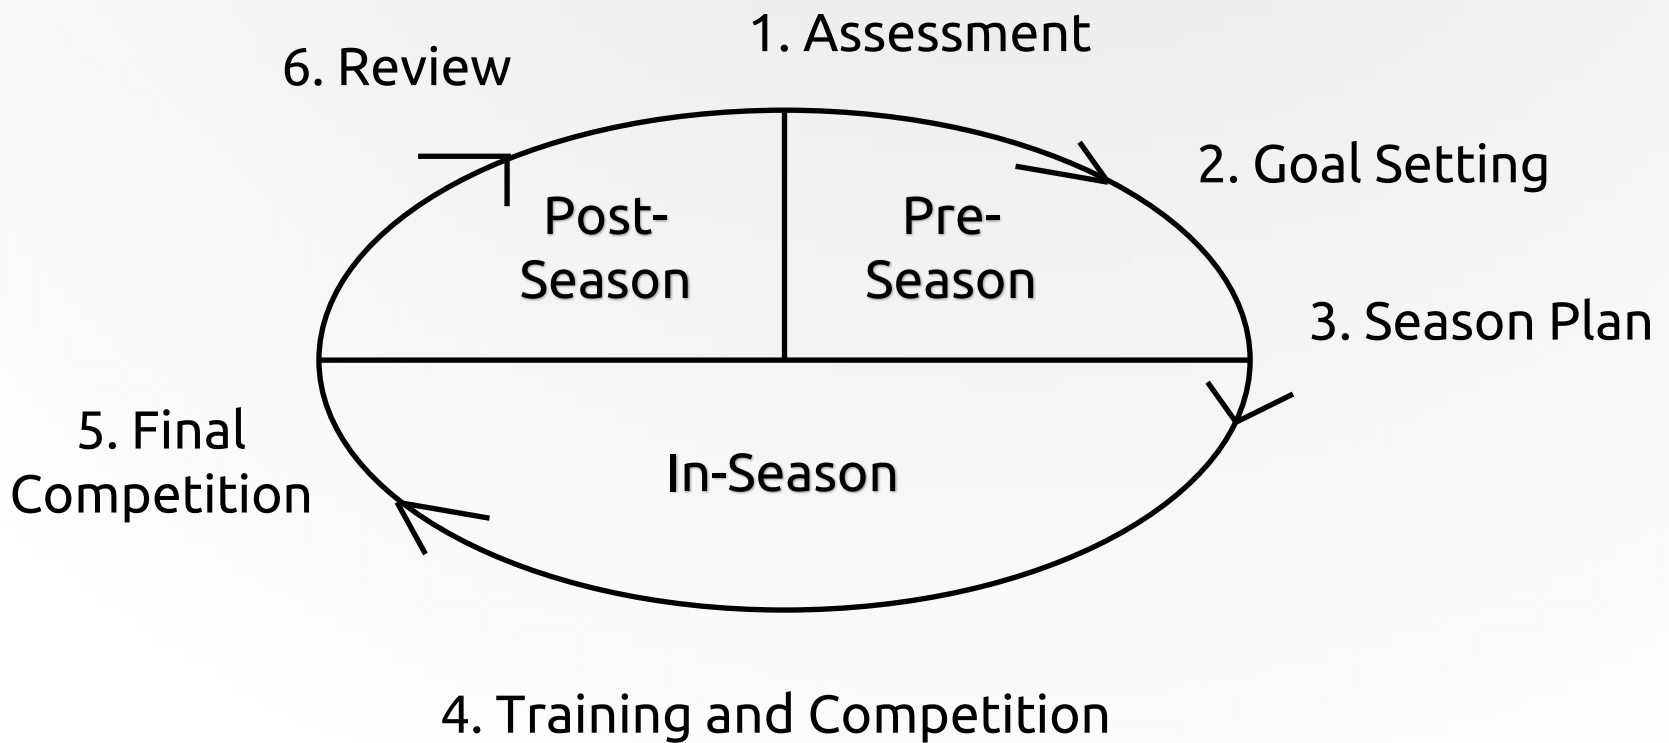 1. Assessment
6. Review
2. Goal Setting
Post-
Season
Pre-
Season
3. Season Plan
5. Final
Competition
In-Season
4. Training and Competition